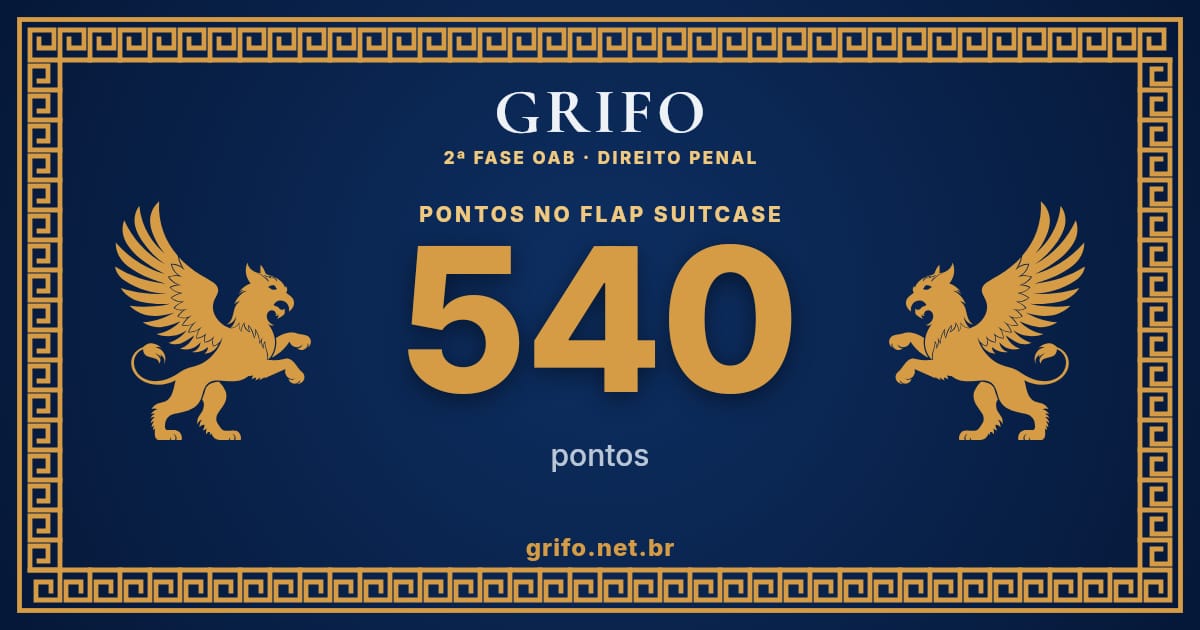 GRIFO
2ª FASE OAB · DIREITO PENAL
PONTOS NO FLAP SUITCASE
540
pontos
grifo.net.br